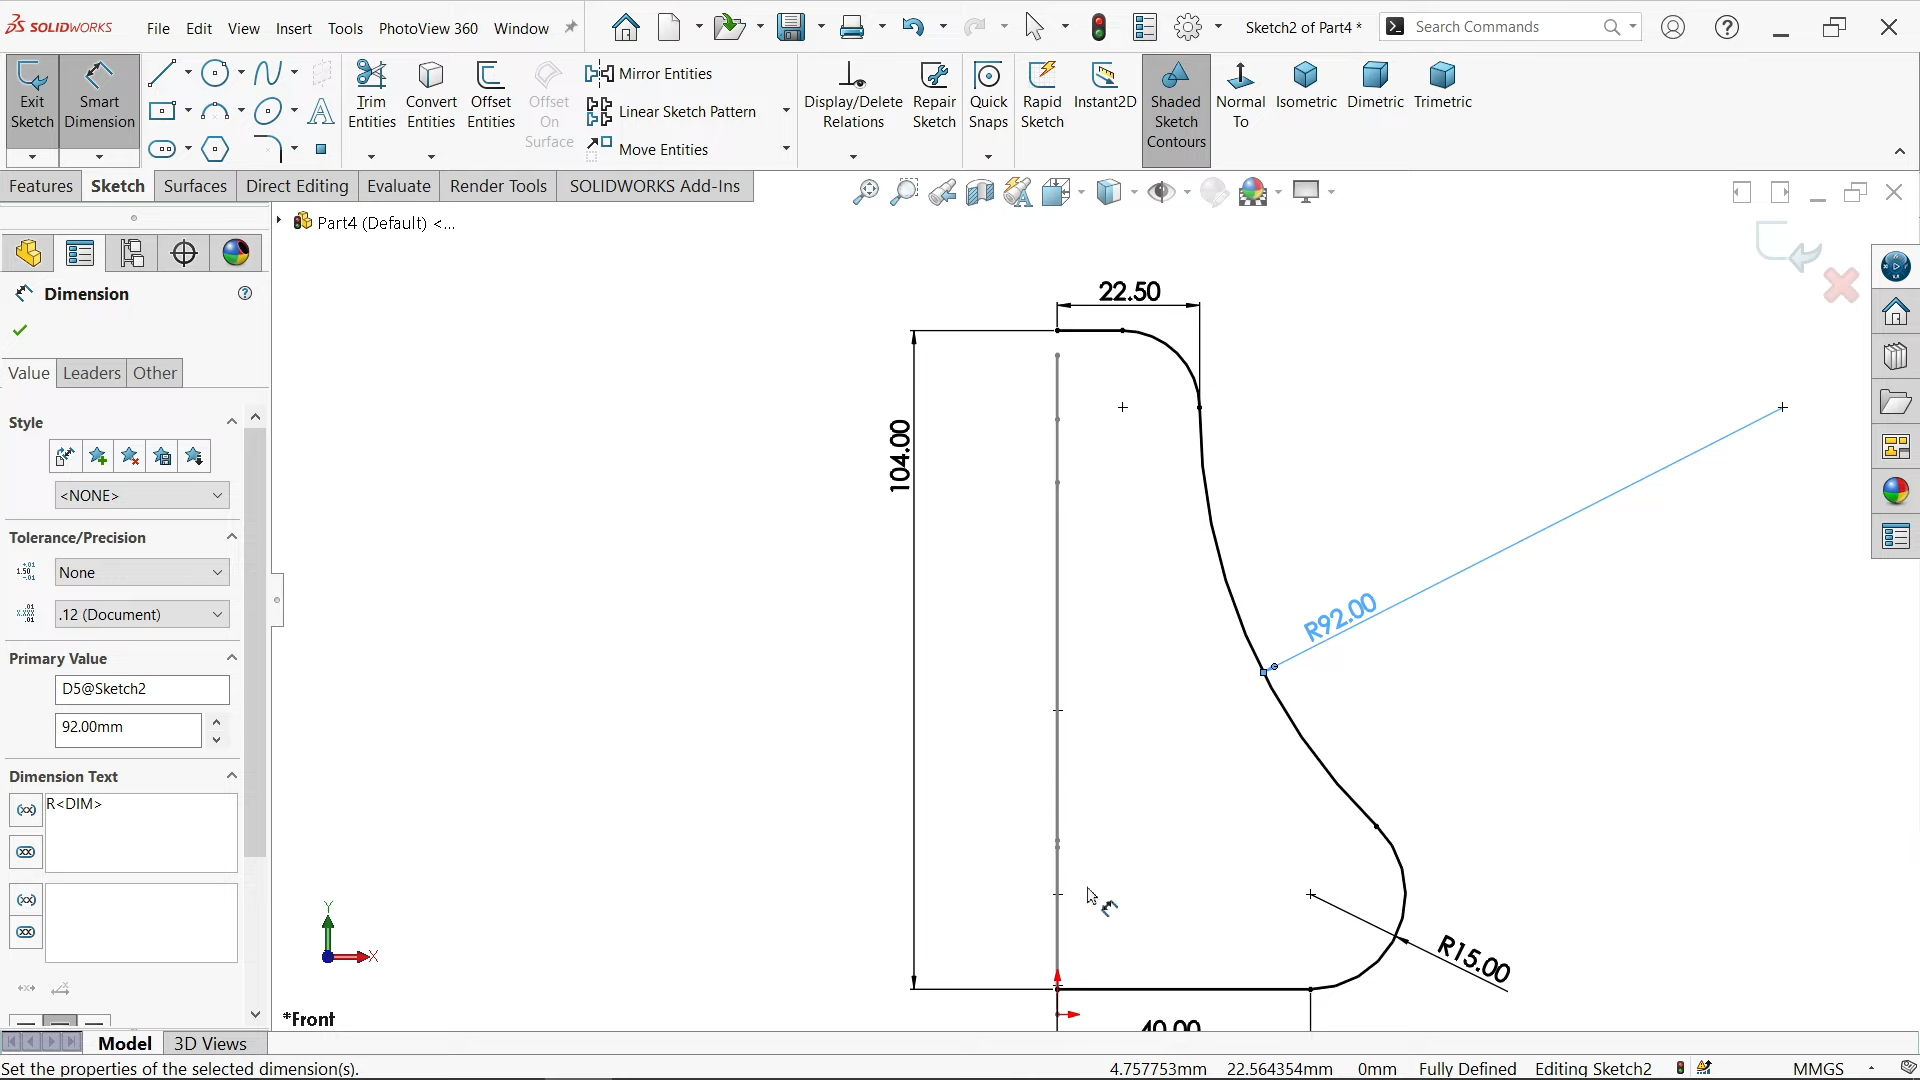 SOLIDWORKS File Edit View Insert Tools PhotoView 360 Window Sketch2 of Part4 * Search Commands
Exit Sketch
Smart Dimension
Trim Entities
Convert Entities
Offset Entities
Offset On Surface
Mirror Entities
Linear Sketch Pattern
Move Entities
Display/Delete Relations
Repair Sketch
Quick Snaps
Rapid Sketch
Instant2D
Shaded Sketch Contours
Normal To
Isometric
Dimetric
Trimetric
Features Sketch Surfaces Direct Editing Evaluate Render Tools SOLIDWORKS Add-Ins
Part4 (Default) <...
Dimension
Value Leaders Other
Style
<NONE>
Tolerance/Precision
None
.12 (Document)
Primary Value
D5@Sketch2
92.00mm
Dimension Text
R<DIM>
22.50
104.00
R92.00
R15.00
40.00
Y
X
*Front
Model 3D Views
Set the properties of the selected dimension(s). 4.757753mm 22.564354mm 0mm Fully Defined Editing Sketch2 MMGS